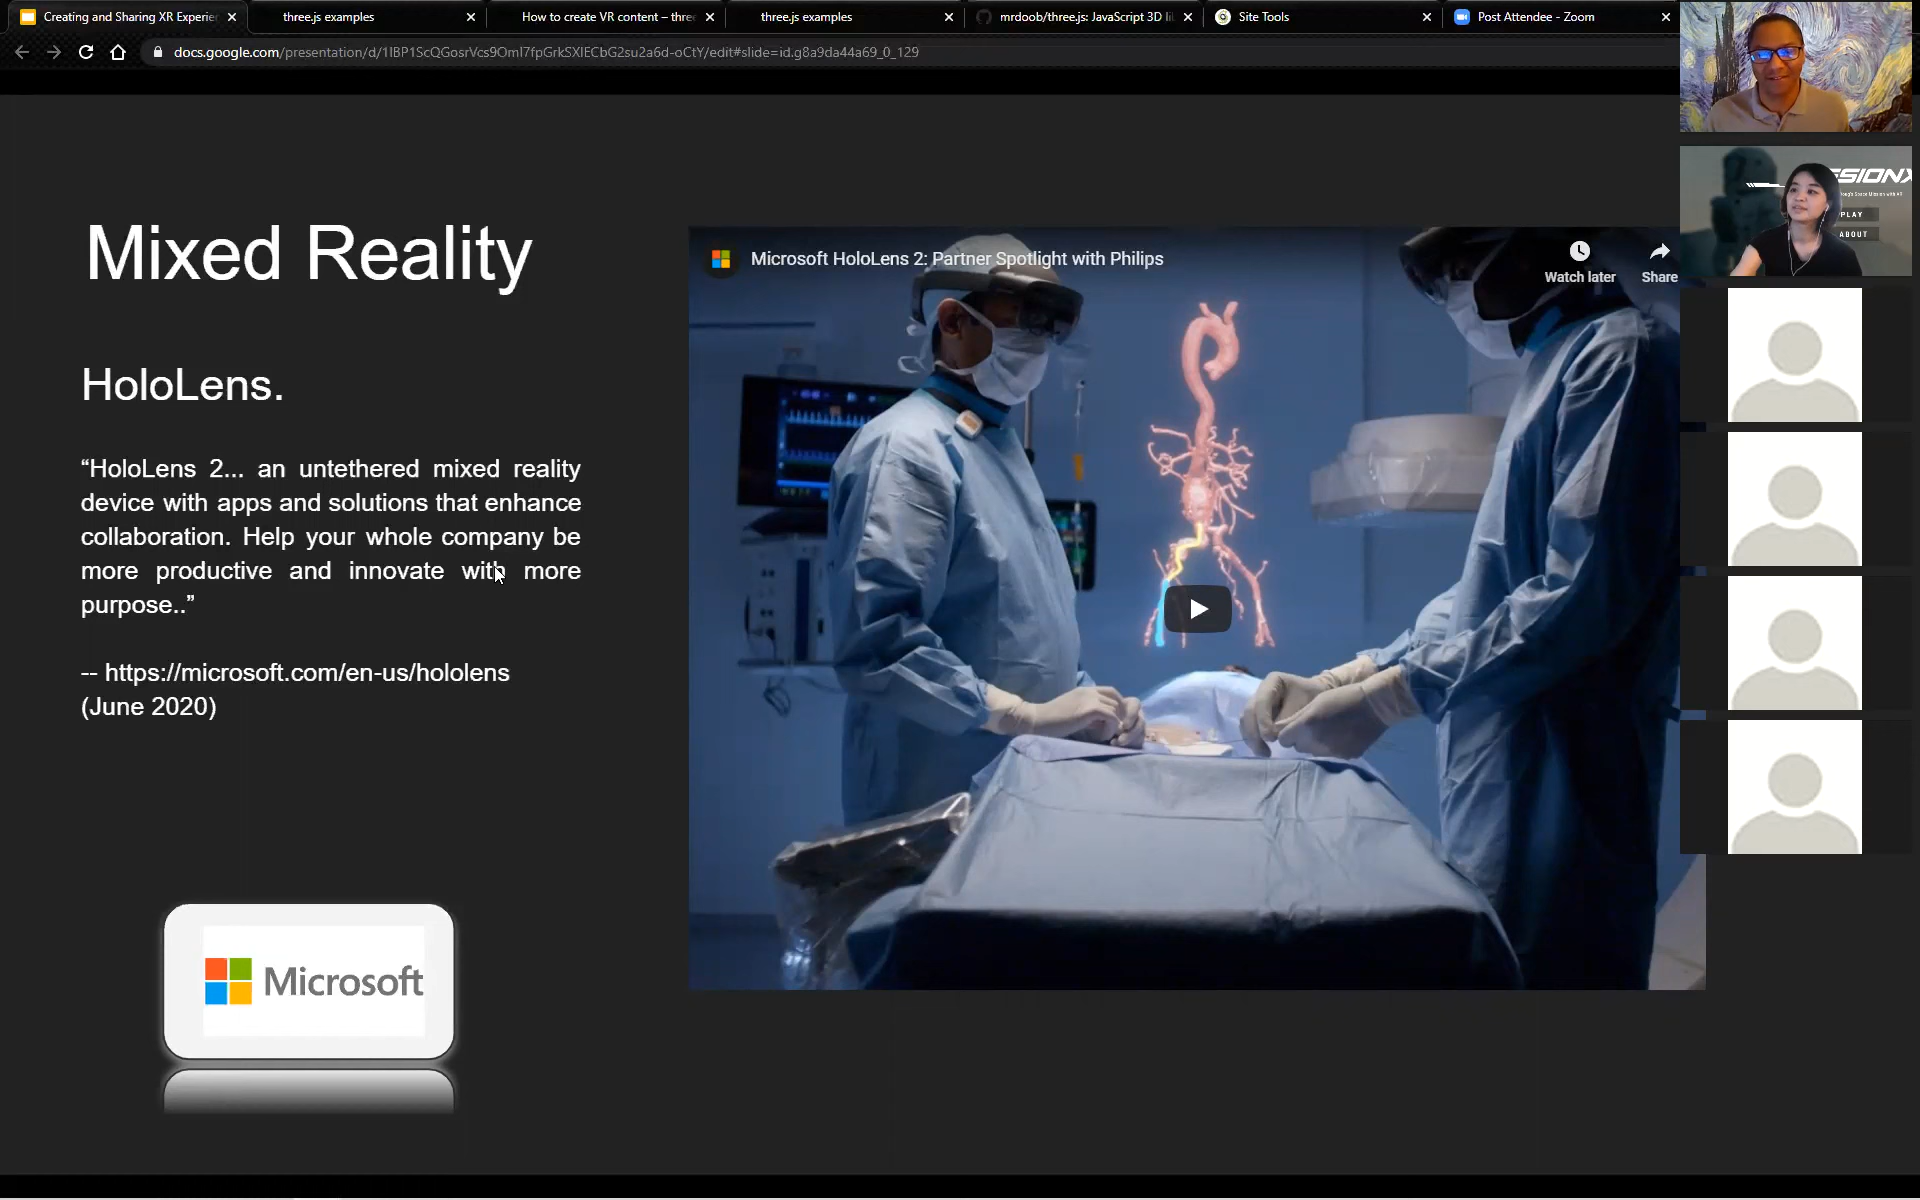 Creating and Sharing XR Experie
three.js examples
How to create VR content – thre
three.js examples
mrdoob/three.js: JavaScript 3D li
Site Tools
Post Attendee - Zoom
docs.google.com/presentation/d/1lBP1ScQGosrVcs9Oml7fpGrkSXlECbG2su2a6d-oCtY/edit#slide=id.g8a9da44a69_0_129
Mixed Reality
HoloLens.
“HoloLens 2... an untethered mixed reality
device with apps and solutions that enhance
collaboration. Help your whole company be
more productive and innovate with more
purpose..”
-- https://microsoft.com/en-us/hololens
(June 2020)
Microsoft
Microsoft HoloLens 2: Partner Spotlight with Philips
Watch later
Share
SSIONX
PLAY
ABOUT